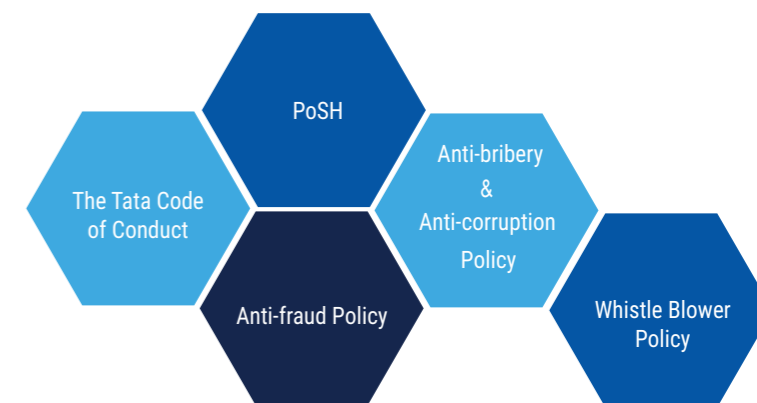 PoSH
The Tata Code
of Conduct
Anti-bribery
&
Anti-corruption
Policy
Anti-fraud Policy
Whistle Blower
Policy